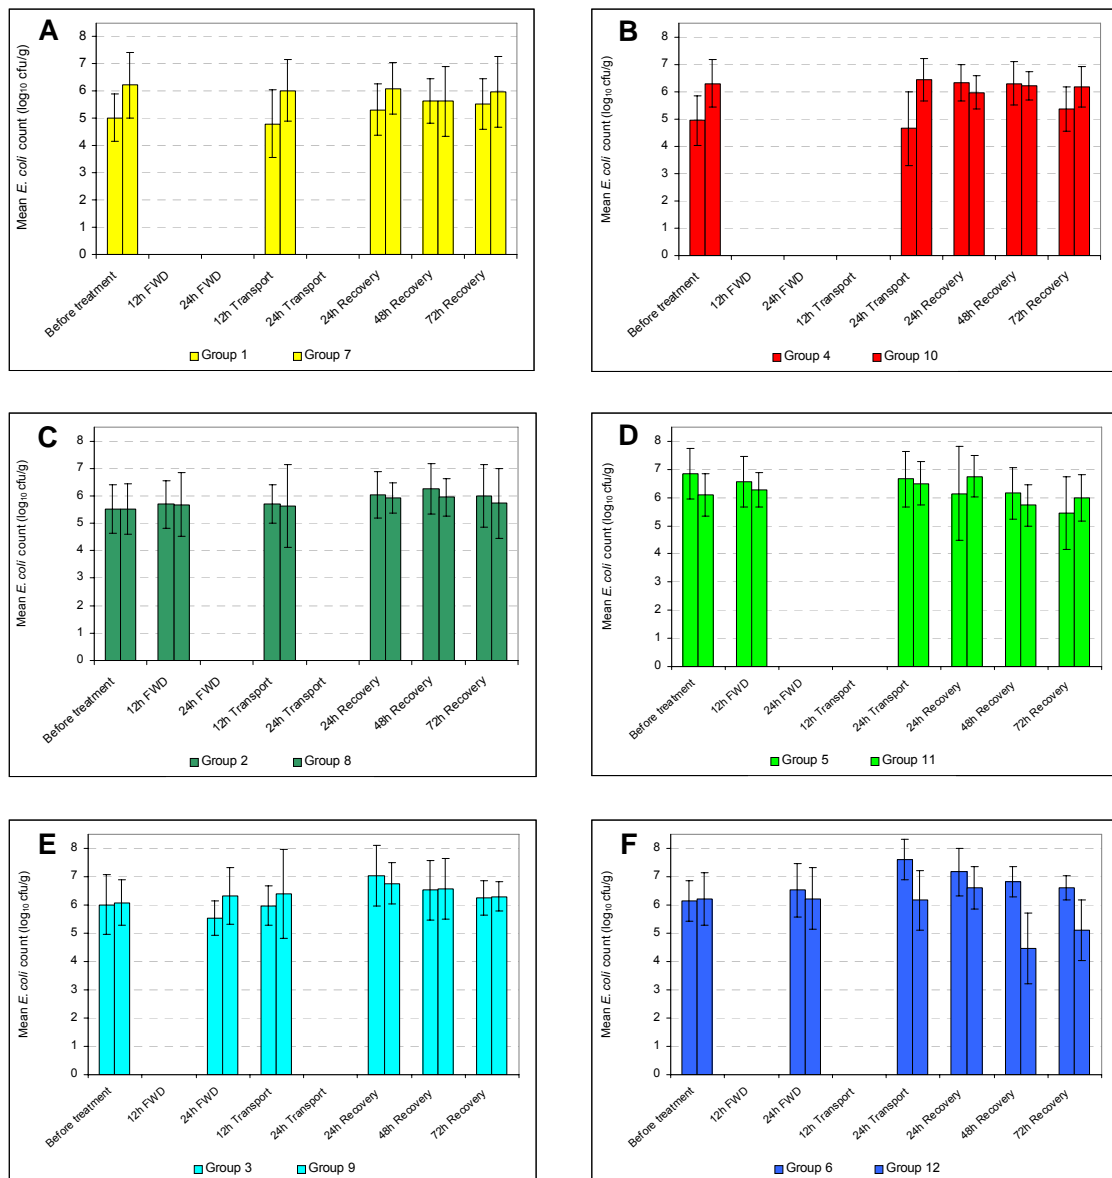 A
Mean E. coli count (log₁₀ cfu/g)
8
7
6
5
4
3
2
1
0
Before treatment
12h FWD
24h FWD
12h Transport
24h Transport
24h Recovery
48h Recovery
72h Recovery
Group 1 Group 7
B
Mean E. coli count (log₁₀ cfu/g)
8
7
6
5
4
3
2
1
0
Before treatment
12h FWD
24h FWD
12h Transport
24h Transport
24h Recovery
48h Recovery
72h Recovery
Group 4 Group 10
C
Mean E. coli count (log₁₀ cfu/g)
8
7
6
5
4
3
2
1
0
Before treatment
12h FWD
24h FWD
12h Transport
24h Transport
24h Recovery
48h Recovery
72h Recovery
Group 2 Group 8
D
Mean E. coli count (log₁₀ cfu/g)
8
7
6
5
4
3
2
1
0
Before treatment
12h FWD
24h FWD
12h Transport
24h Transport
24h Recovery
48h Recovery
72h Recovery
Group 5 Group 11
E
Mean E. coli count (log₁₀ cfu/g)
8
7
6
5
4
3
2
1
0
Before treatment
12h FWD
24h FWD
12h Transport
24h Transport
24h Recovery
48h Recovery
72h Recovery
Group 3 Group 9
F
Mean E. coli count (log₁₀ cfu/g)
8
7
6
5
4
3
2
1
0
Before treatment
12h FWD
24h FWD
12h Transport
24h Transport
24h Recovery
48h Recovery
72h Recovery
Group 6 Group 12